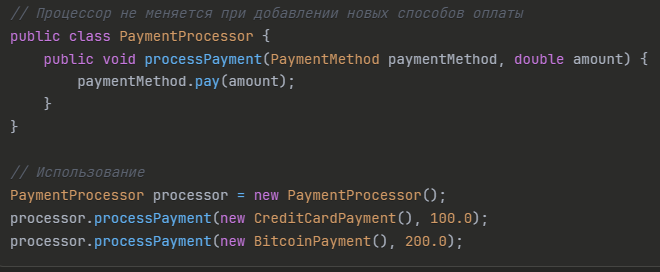 // Процессор не меняется при добавлении новых способов оплаты
public class PaymentProcessor {
    public void processPayment(PaymentMethod paymentMethod, double amount) {
        paymentMethod.pay(amount);
    }
}
// Использование
PaymentProcessor processor = new PaymentProcessor();
processor.processPayment(new CreditCardPayment(), 100.0);
processor.processPayment(new BitcoinPayment(), 200.0);